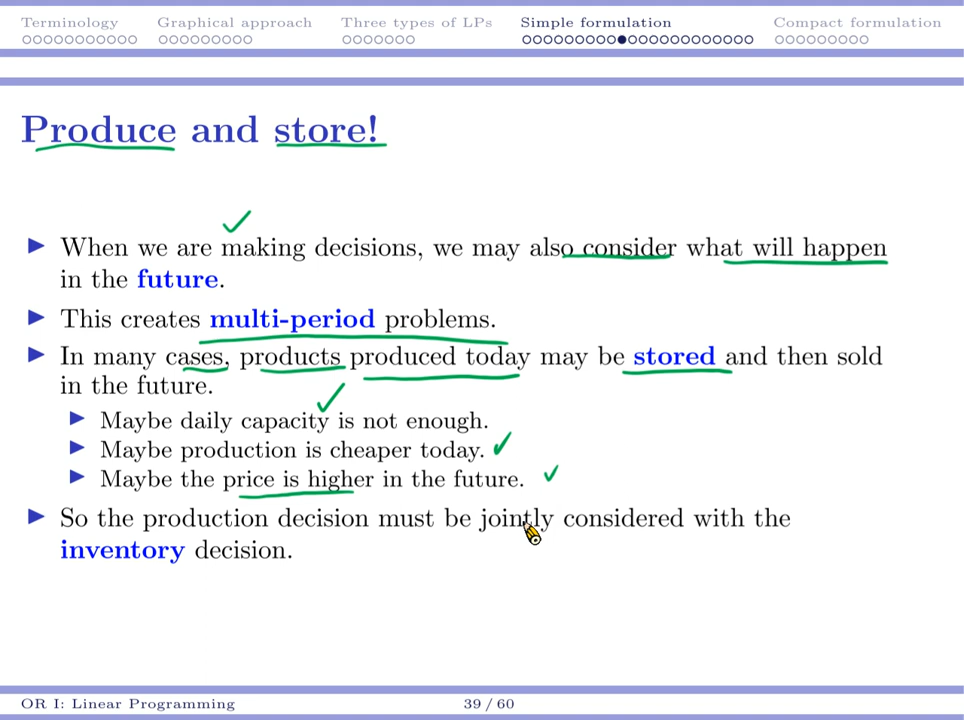 Terminology Graphical approach Three types of LPs Simple formulation Compact formulation
Produce and store!
When we are making decisions, we may also consider what will happen
in the future.
This creates multi-period problems.
In many cases, products produced today may be stored and then sold
in the future.
Maybe daily capacity is not enough.
Maybe production is cheaper today.
Maybe the price is higher in the future.
So the production decision must be jointly considered with the
inventory decision.
OR I: Linear Programming 39 / 60